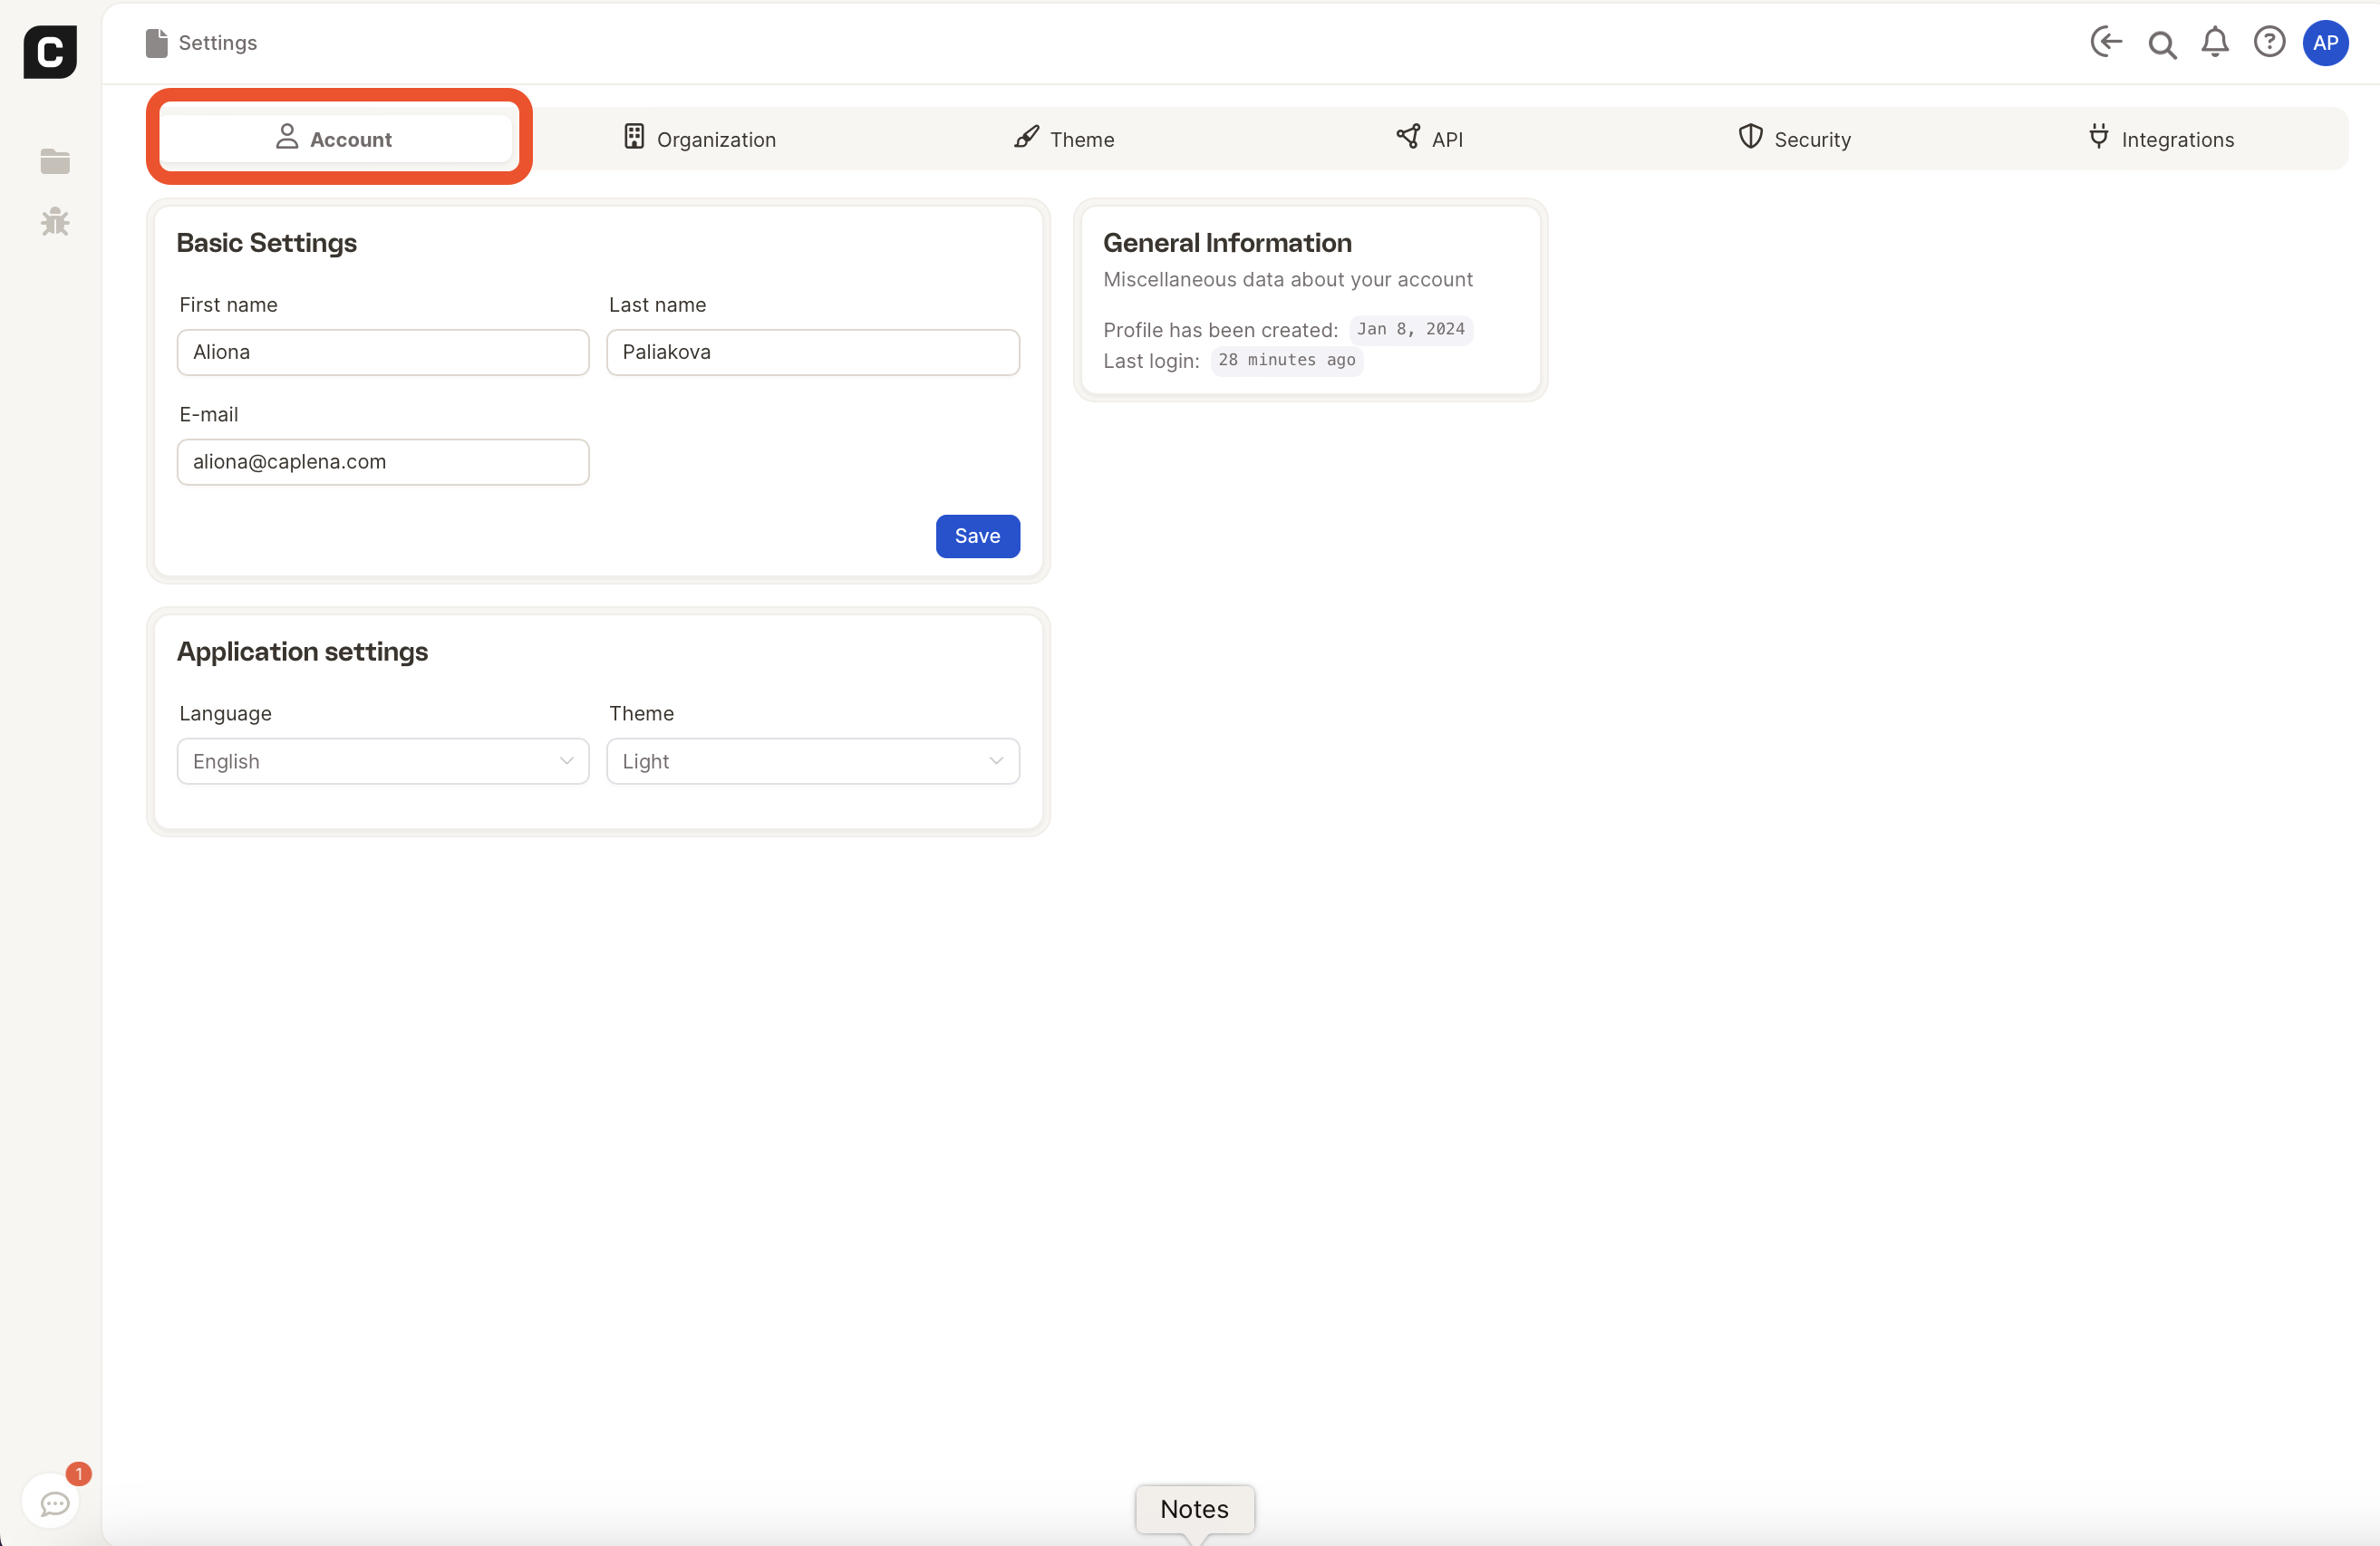 C
Settings
AP
Account
Organization
Theme
API
Security
Integrations
Basic Settings
First name
Last name
Aliona
Paliakova
E-mail
aliona@caplena.com
Save
General Information
Miscellaneous data about your account
Profile has been created: Jan 8, 2024
Last login: 28 minutes ago
Application settings
Language
Theme
English
Light
1
Notes